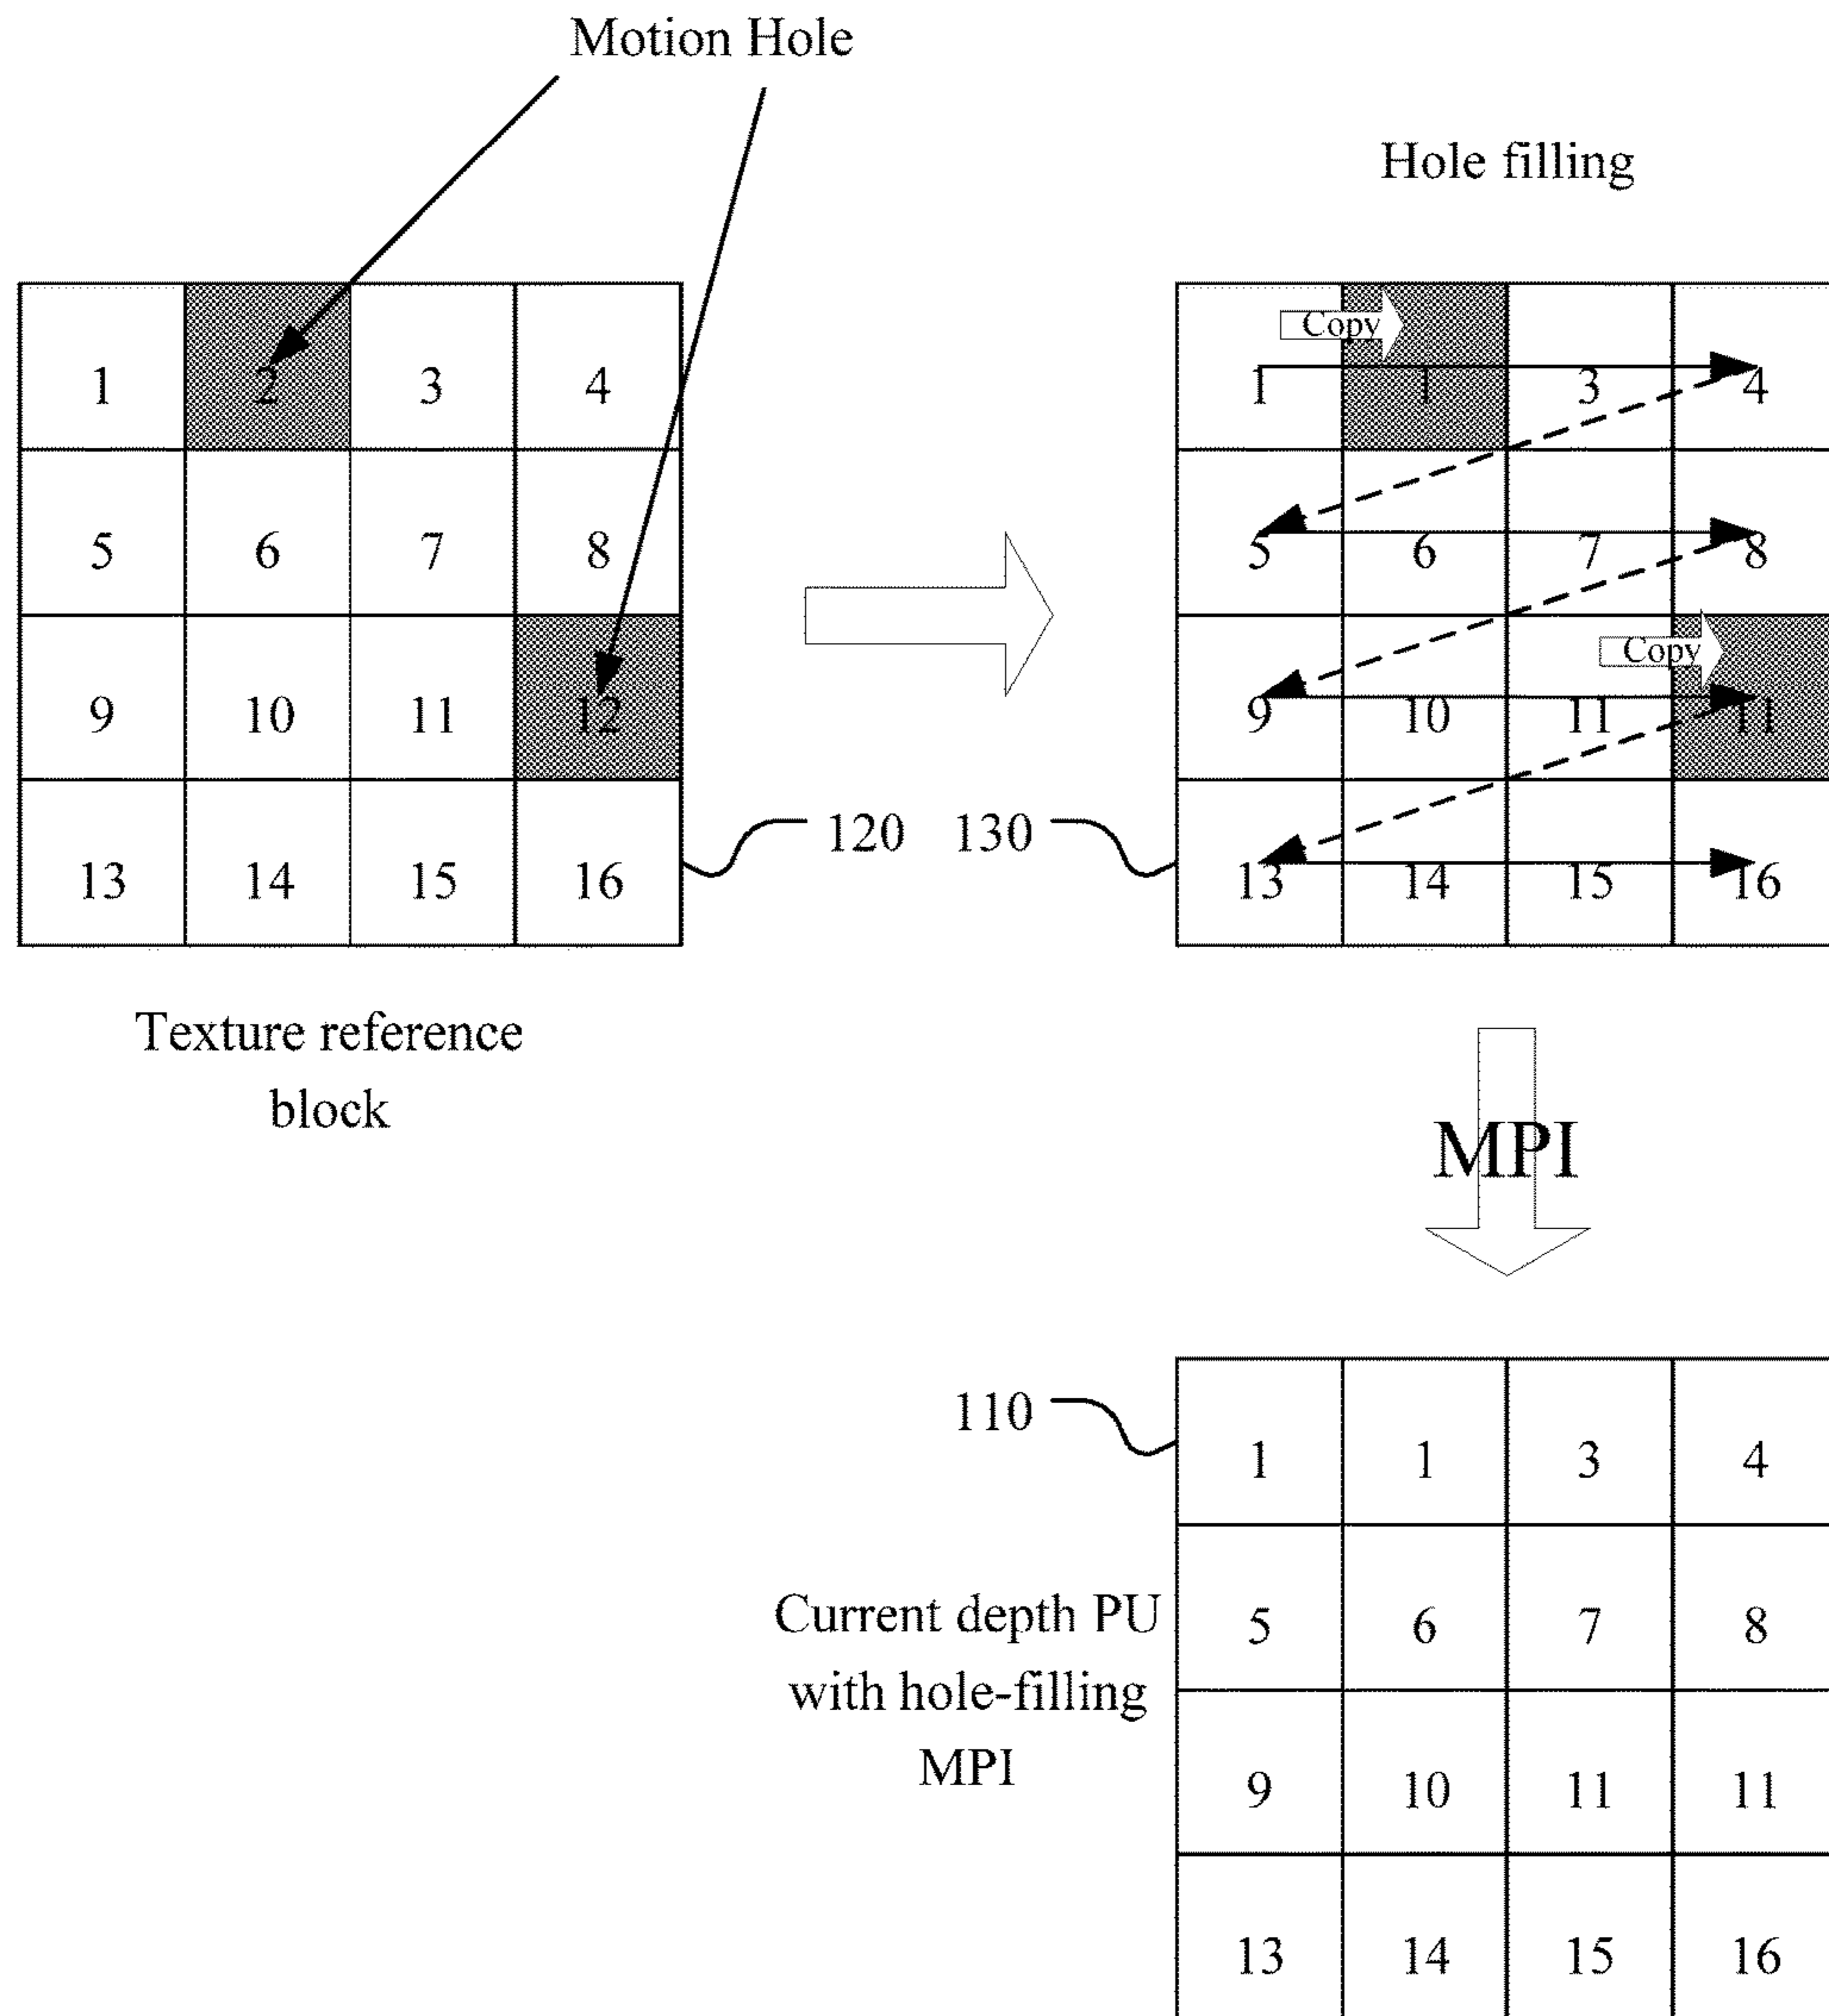 Motion Hole
Hole filling
1 2 3 4
5 6 7 8
9 10 11 12
13 14 15 16
120
Texture reference
block
Copy
1 1 3 4
5 6 7 8
Copy
9 10 11 11
13 14 15 16
130
MPI
110
1 1 3 4
5 6 7 8
9 10 11 11
13 14 15 16
Current depth PU
with hole-filling
MPI